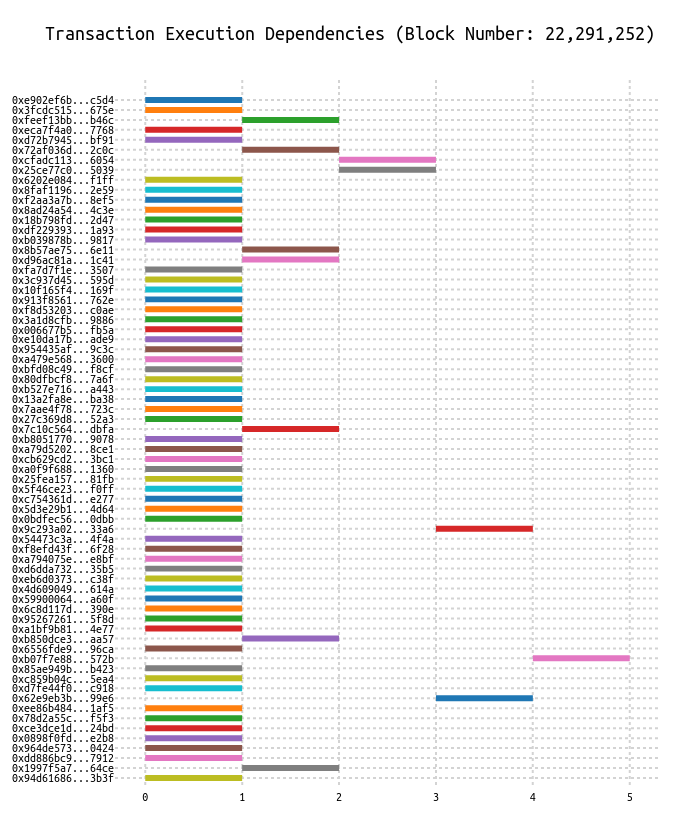 Transaction Execution Dependencies (Block Number: 22,291,252)
0xe902ef6b...c5d4
0x3fcdc515...675e
0xfeef13bb...b46c
0xeca7f4a0...7768
0xd72b7945...bf91
0x72af036d...2c0c
0xcfadc113...6054
0x25ce77c0...5039
0x6202e084...f1ff
0x8faf1196...2e59
0xf2aa3a7b...8ef5
0x8ad24a54...4c3e
0x18b798fd...2d47
0xdf229393...1a93
0xb039878b...9817
0x8b57ae75...6e11
0xd96ac81a...1c41
0xfa7d7f1e...3507
0x3c937d45...595d
0x10f165f4...169f
0x913f8561...762e
0xf8d53203...c0ae
0x3a1d8cfb...9886
0x006677b5...fb5a
0xe10da17b...ade9
0x954435af...9c3c
0xa479e568...3600
0xbfd08c49...f8cf
0x80dfbcf8...7a6f
0xb527e716...a443
0x13a2fa8e...ba38
0x7aae4f78...723c
0x27c369d8...52a3
0x7c10c564...dbfa
0xb8051770...9078
0xa79d5202...8ce1
0xcb629cd2...3bc1
0xa0f9f688...1360
0x25fea157...81fb
0x5f46ce23...f0ff
0xc754361d...e277
0x5d3e29b1...4d64
0x0bdfec56...0dbb
0x9c293a02...33a6
0x54473c3a...4f4a
0xf8efd43f...6f28
0xa794075e...e8bf
0xd6dda732...35b5
0xeb6d0373...c38f
0x4d609049...614a
0x59900064...a60f
0x6c8d117d...390e
0x95267261...5f8d
0xa1bf9b81...4e77
0xb850dce3...aa57
0x6556fde9...96ca
0xb07f7e88...572b
0x85ae949b...b423
0xc859b04c...5ea4
0xd7fe44f0...c918
0x62e9eb3b...99e6
0xee86b484...1af5
0x78d2a55c...f5f3
0xce3dce1d...24bd
0x0898f0fd...e2b8
0x964de573...0424
0xdd886bc9...7912
0x1997f5a7...64ce
0x94d61686...3b3f
0 1 2 3 4 5